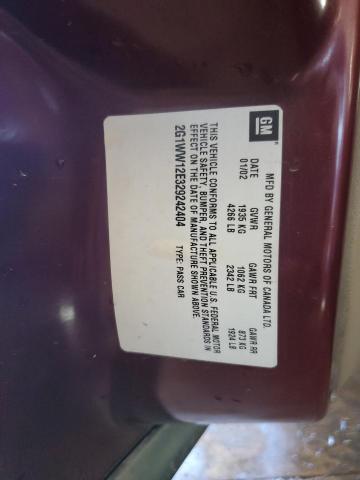 GM
MFD BY GENERAL MOTORS OF CANADA LTD.
DATE GVWR GAWR FRT GAWR RR
01/02 1935 KG 1062 KG 873 KG
4266 LB 2342 LB 1924 LB
THIS VEHICLE CONFORMS TO ALL APPLICABLE U.S. FEDERAL MOTOR
VEHICLE SAFETY, BUMPER, AND THEFT PREVENTION STANDARDS IN
EFFECT ON THE DATE OF MANUFACTURE SHOWN ABOVE.
2G1WW12E329242404 TYPE: PASS CAR